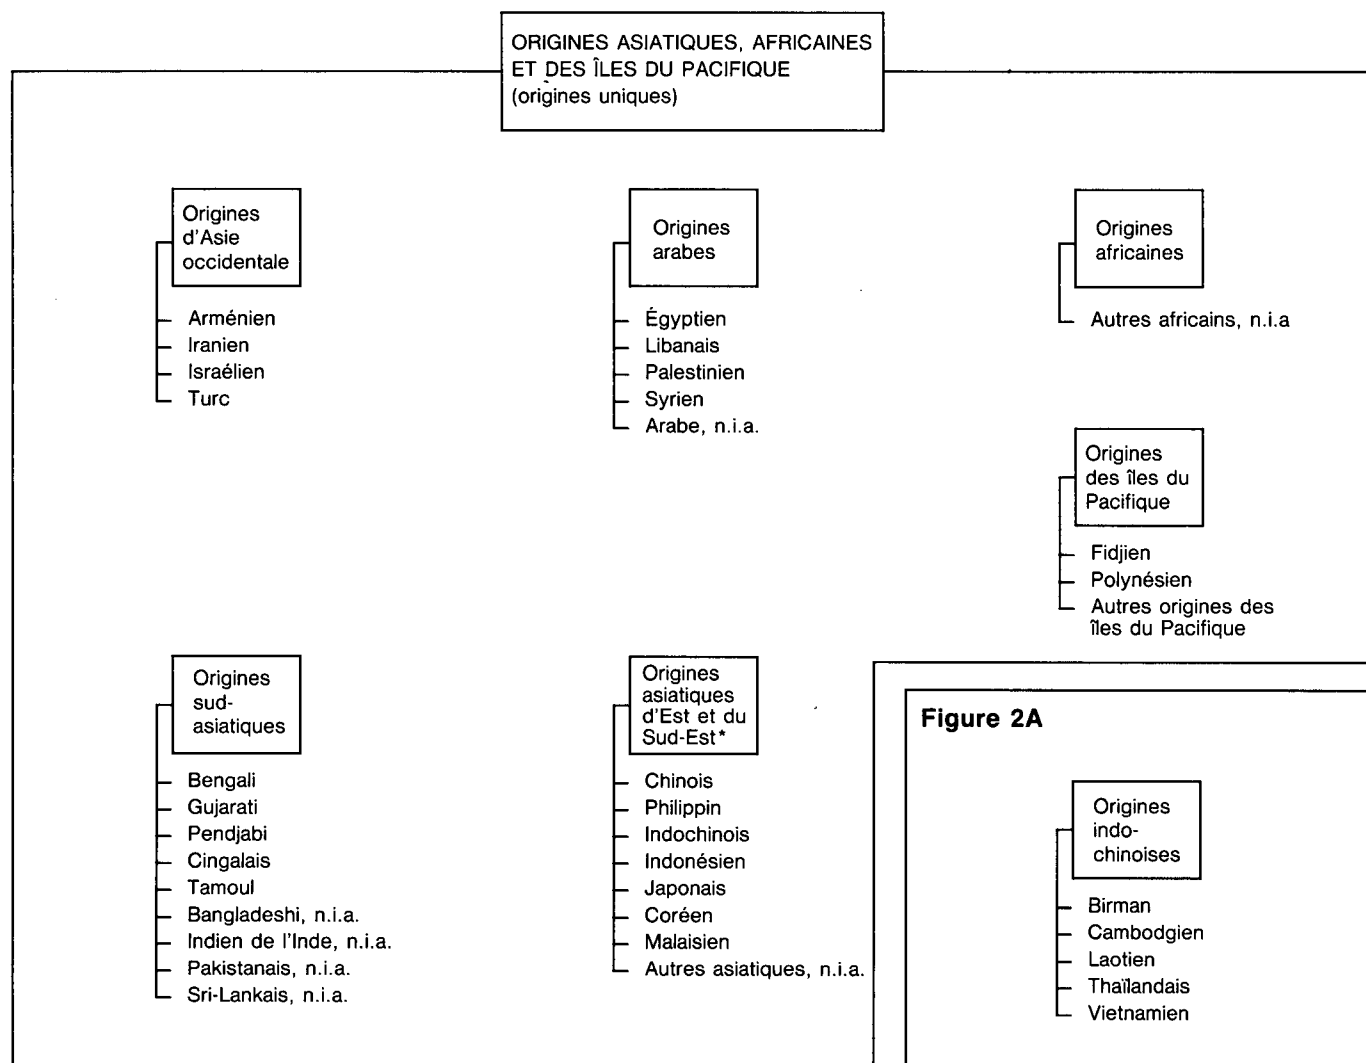 ORIGINES ASIATIQUES, AFRICAINES
ET DES ÎLES DU PACIFIQUE
(origines uniques)
Origines
d'Asie
occidentale
Arménien
Iranien
Israélien
Turc
Origines
arabes
Égyptien
Libanais
Palestinien
Syrien
Arabe, n.i.a.
Origines
africaines
Autres africains, n.i.a
Origines
des îles du
Pacifique
Fidjien
Polynésien
Autres origines des
îles du Pacifique
Origines
sud-
asiatiques
Bengali
Gujarati
Pendjabi
Cingalais
Tamoul
Bangladeshi, n.i.a.
Indien de l'Inde, n.i.a.
Pakistanais, n.i.a.
Sri-Lankais, n.i.a.
Origines
asiatiques
d'Est et du
Sud-Est*
Chinois
Philippin
Indochinois
Indonésien
Japonais
Coréen
Malaisien
Autres asiatiques, n.i.a.
Figure 2A
Origines
indo-
chinoises
Birman
Cambodgien
Laotien
Thaïlandais
Vietnamien